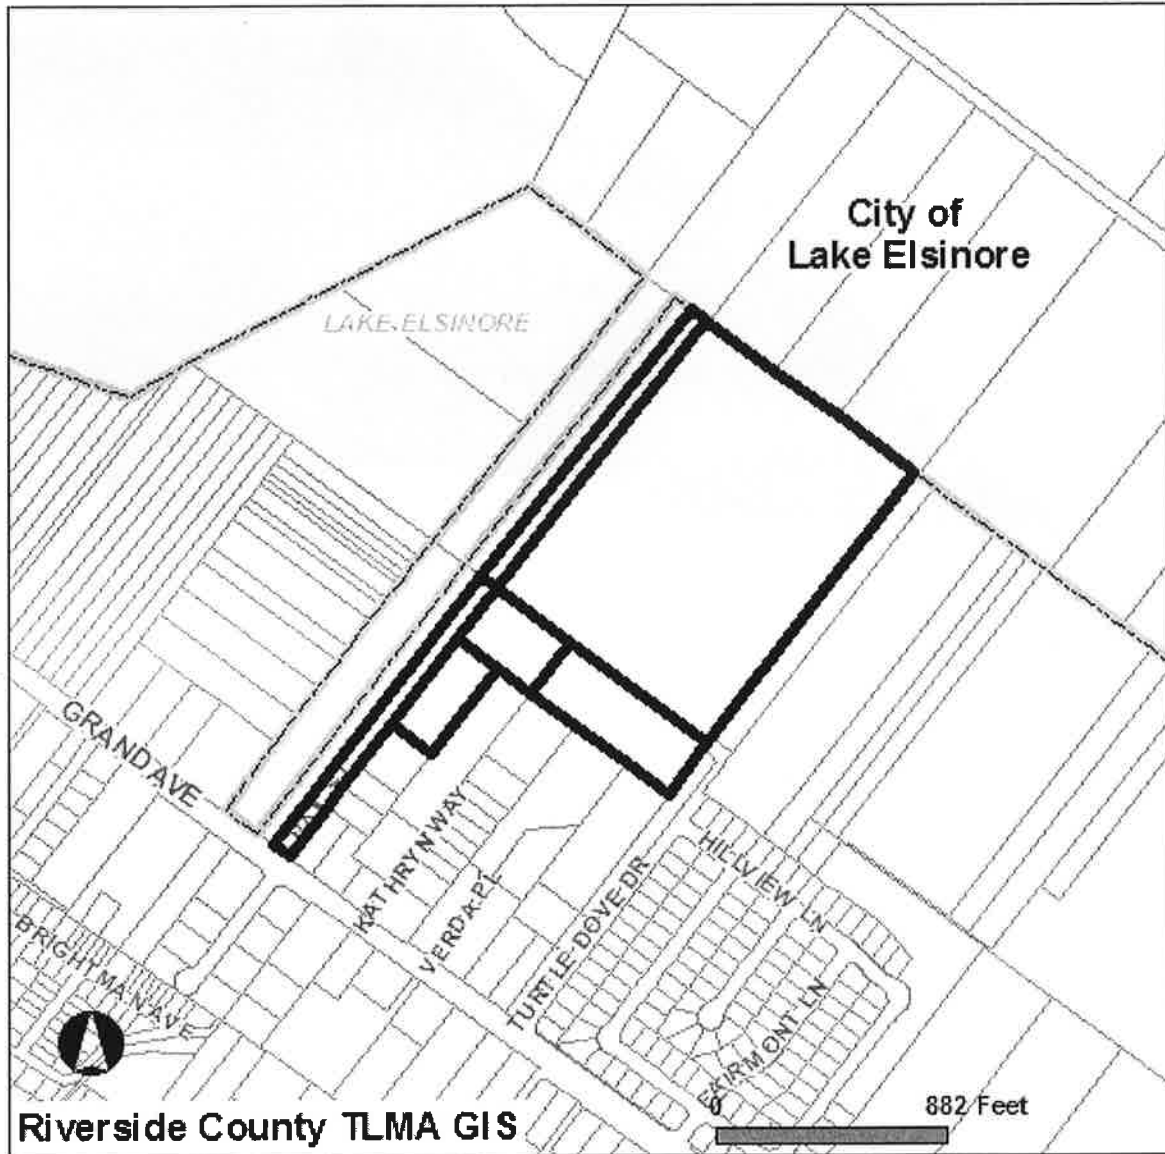 City of
Lake Elsinore
LAKE ELSINORE
GRAND AVE
KATHRYN WAY
VERDA PL
TURTLE DOVE DR
HILLVIEW LN
FAIRMONT LN
BRIGHTMAN AVE
0
882 Feet
Riverside County TLMA GIS